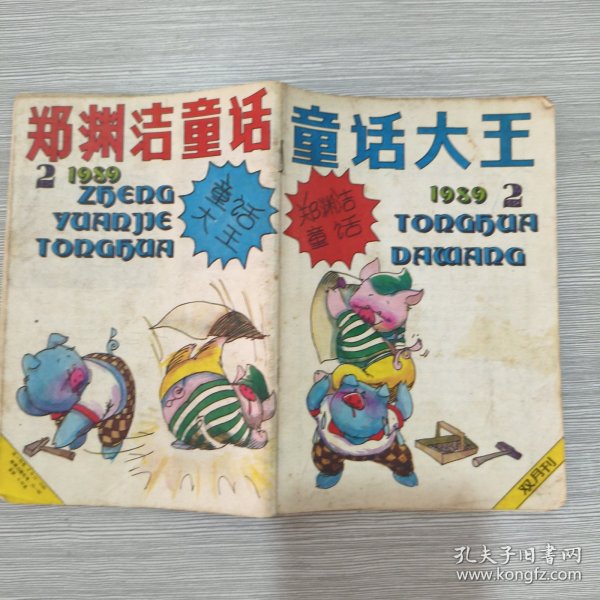 郑渊洁童话
2 1989
ZHENG
YUANJIE
TONGHUA
童话
大王
童话大王
1989 2
TONGHUA
DAWANG
郑渊洁
童话
双月刊
孔夫子旧书网
www.kongfz.com